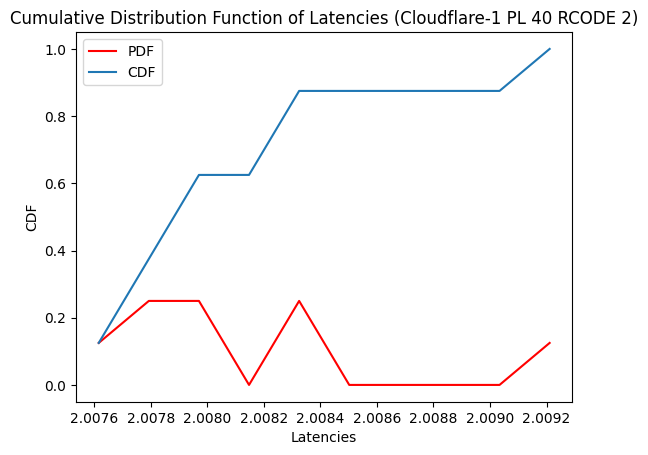 Cumulative Distribution Function of Latencies (Cloudflare-1 PL 40 RCODE 2)
PDF
CDF
1.0
0.8
0.6
0.4
0.2
0.0
CDF
2.0076 2.0078 2.0080 2.0082 2.0084 2.0086 2.0088 2.0090 2.0092
Latencies